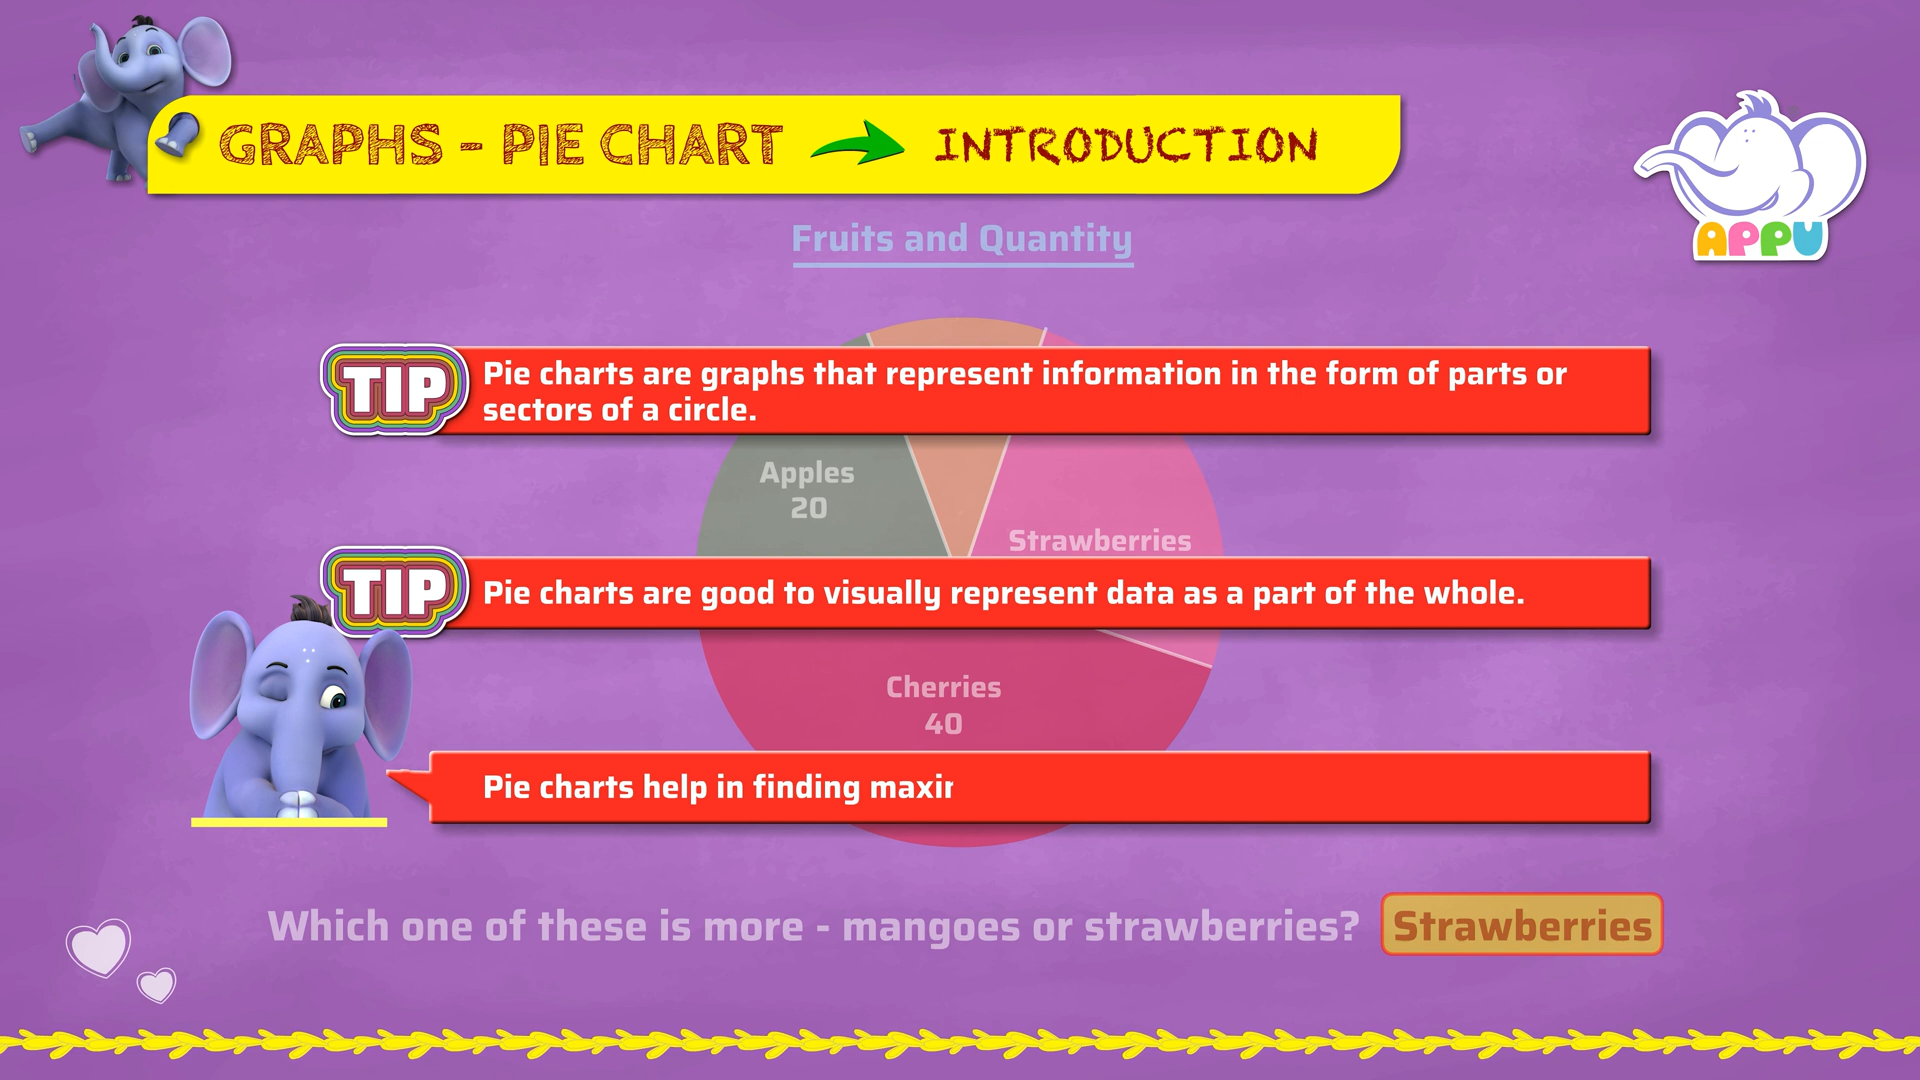 GRAPHS - PIE CHART INTRODUCTION
APPU
Fruits and Quantity
TIP Pie charts are graphs that represent information in the form of parts or
sectors of a circle.
Apples
20
Strawberries
TIP Pie charts are good to visually represent data as a part of the whole.
Cherries
40
Pie charts help in finding
Which one of these is more - mangoes or strawberries? Strawberries